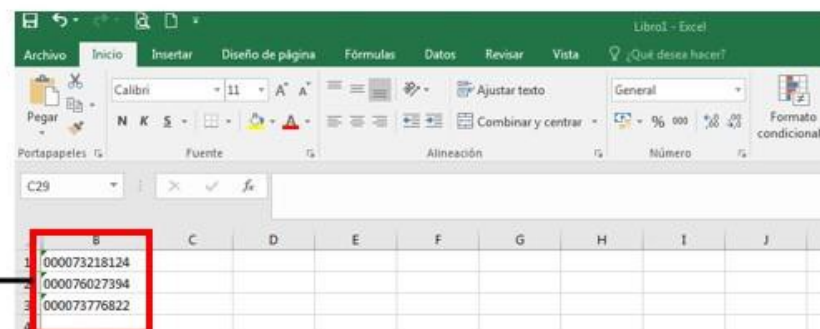 Libro1 - Excel
Archivo Inicio Insertar Diseño de página Fórmulas Datos Revisar Vista ¿Qué desea hacer?
Calibri 11 A A Ajustar texto General
Pegar N K S A Combinar y centrar % 000 Formato condicional
Portapapeles Fuente Alineación Número
C29 fx
B C D E F G H I J
1 000073218124
2 000076027394
3 000073776822
4